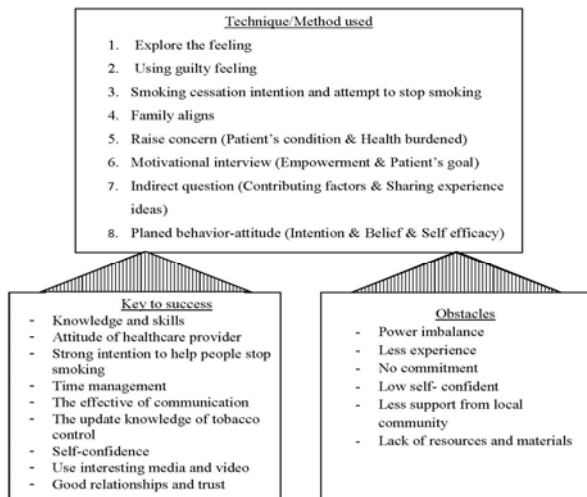 Technique/Method used
1. Explore the feeling
2. Using guilty feeling
3. Smoking cessation intention and attempt to stop smoking
4. Family aligns
5. Raise concern (Patient's condition & Health burdened)
6. Motivational interview (Empowerment & Patient's goal)
7. Indirect question (Contributing factors & Sharing experience
ideas)
8. Planed behavior-attitude (Intention & Belief & Self efficacy)
Key to success
- Knowledge and skills
- Attitude of healthcare provider
- Strong intention to help people stop
smoking
- Time management
- The effective of communication
- The update knowledge of tobacco
control
- Self-confidence
- Use interesting media and video
- Good relationships and trust
Obstacles
- Power imbalance
- Less experience
- No commitment
- Low self- confident
- Less support from local
community
- Lack of resources and materials